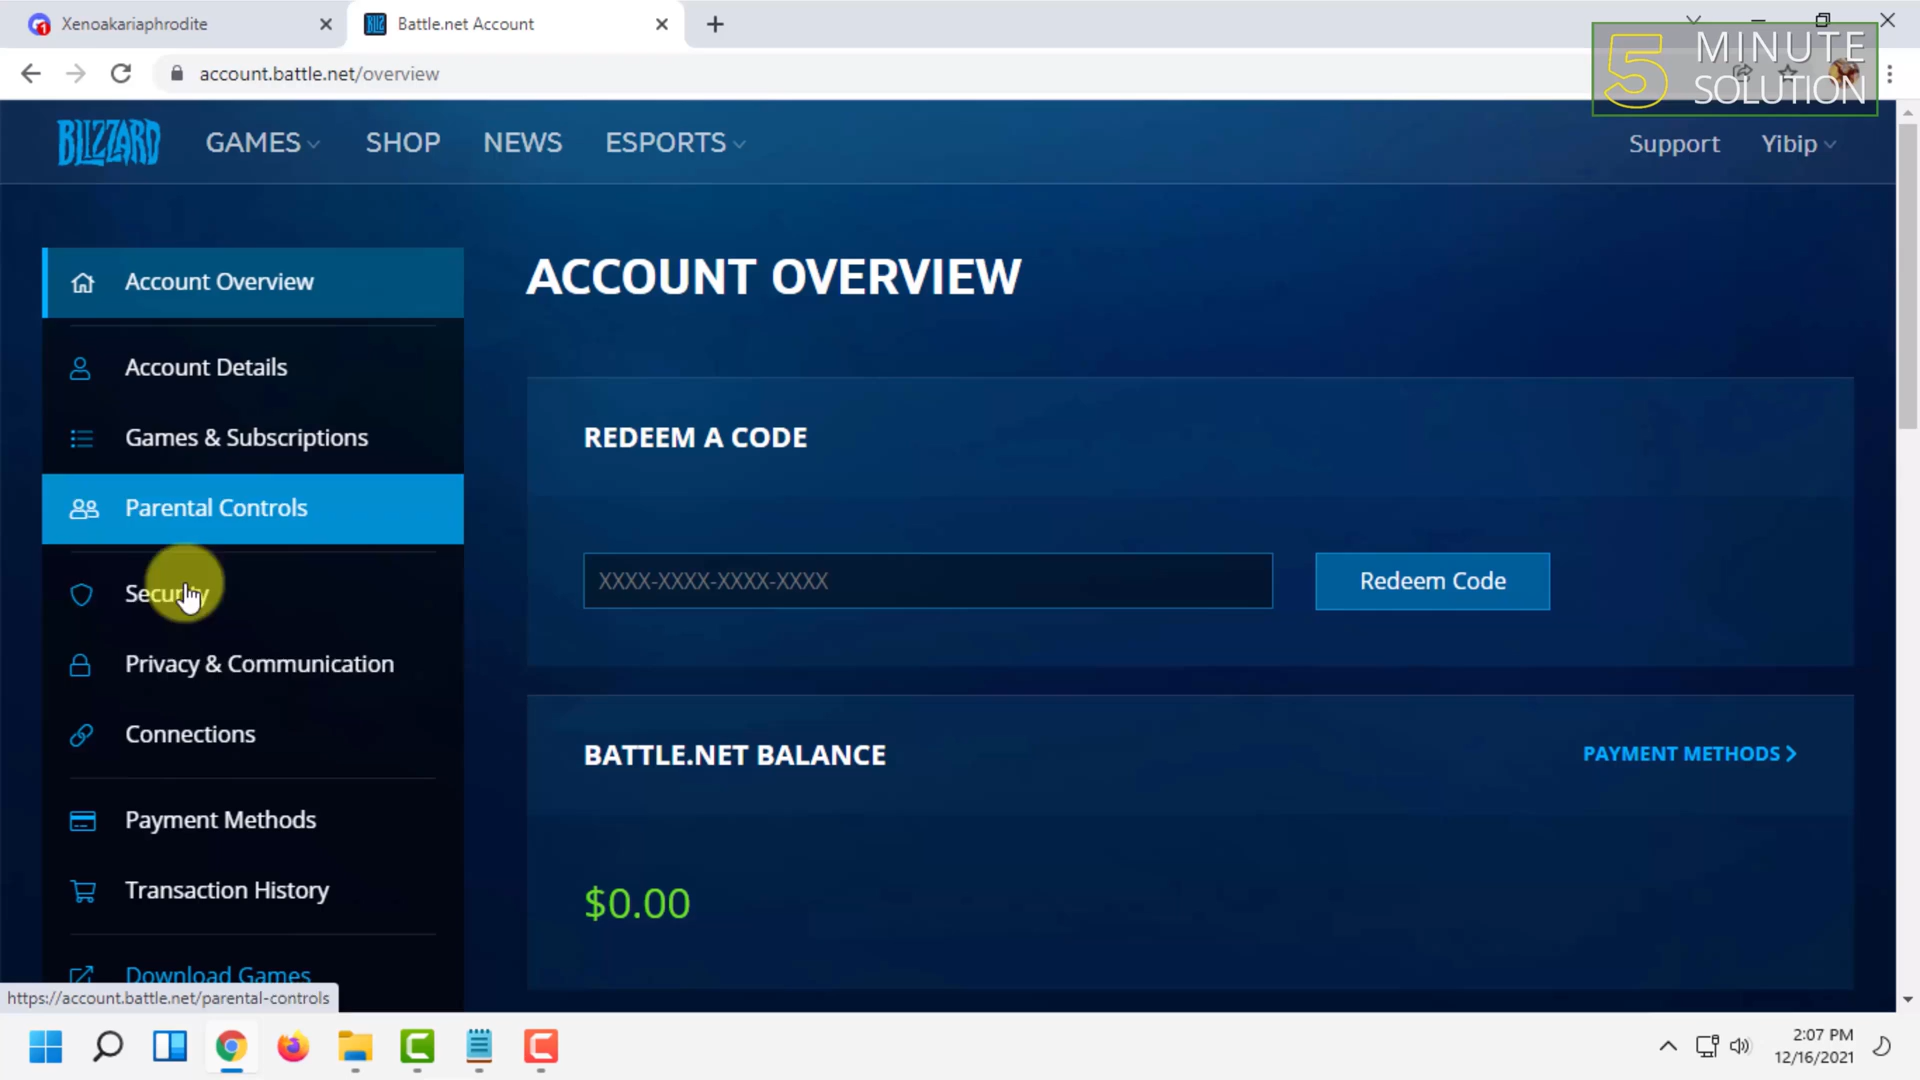 Xenoakariaphrodite
Battle.net Account
account.battle.net/overview
5 MINUTE SOLUTION
BLIZZARD
GAMES
SHOP
NEWS
ESPORTS
Support
Yibip
Account Overview
Account Details
Games & Subscriptions
Parental Controls
Security
Privacy & Communication
Connections
Payment Methods
Transaction History
Download Games
ACCOUNT OVERVIEW
REDEEM A CODE
XXXX-XXXX-XXXX-XXXX
Redeem Code
BATTLE.NET BALANCE
PAYMENT METHODS
$0.00
https://account.battle.net/parental-controls
2:07 PM
12/16/2021